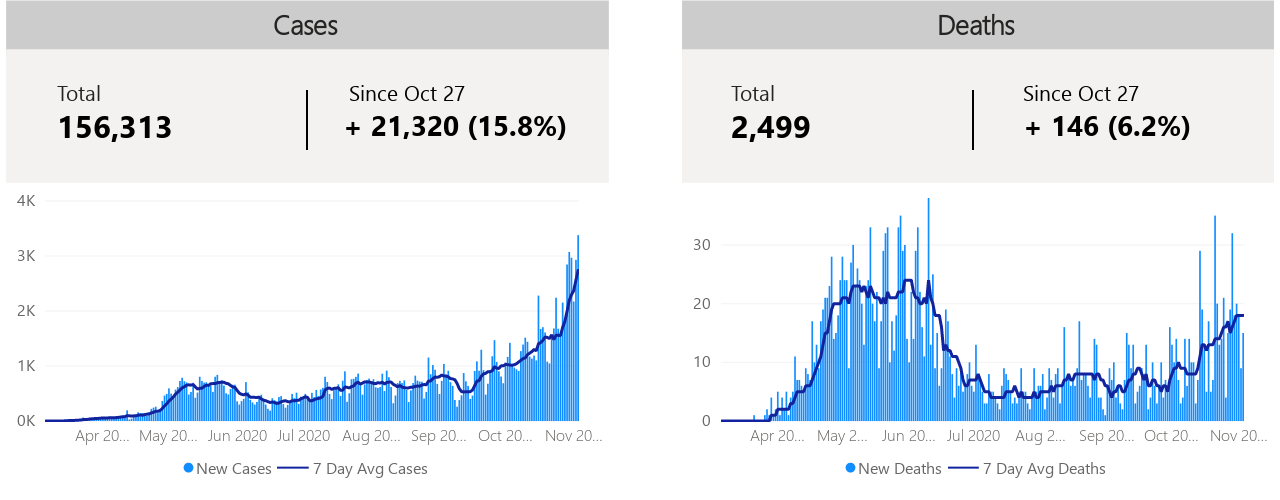 Cases
Total
156,313
Since Oct 27
+ 21,320 (15.8%)
4K
3K
2K
1K
0K
Apr 20... May 20... Jun 2020 Jul 2020 Aug 20... Sep 20... Oct 20... Nov 20...
New Cases 7 Day Avg Cases
Deaths
Total
2,499
Since Oct 27
+ 146 (6.2%)
30
20
10
0
Apr 20... May 2... Jun 20... Jul 2020 Aug 2... Sep 20... Oct 20... Nov 20...
New Deaths 7 Day Avg Deaths